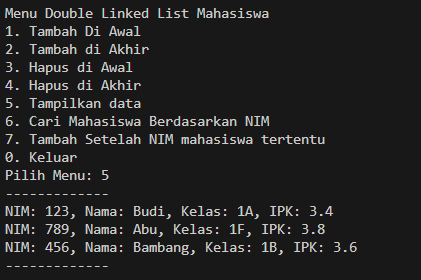 Menu Double Linked List Mahasiswa
1. Tambah Di Awal
2. Tambah di Akhir
3. Hapus di Awal
4. Hapus di Akhir
5. Tampilkan data
6. Cari Mahasiswa Berdasarkan NIM
7. Tambah Setelah NIM mahasiswa tertentu
0. Keluar
Pilih Menu: 5
-------------
NIM: 123, Nama: Budi, Kelas: 1A, IPK: 3.4
NIM: 789, Nama: Abu, Kelas: 1F, IPK: 3.8
NIM: 456, Nama: Bambang, Kelas: 1B, IPK: 3.6
-------------